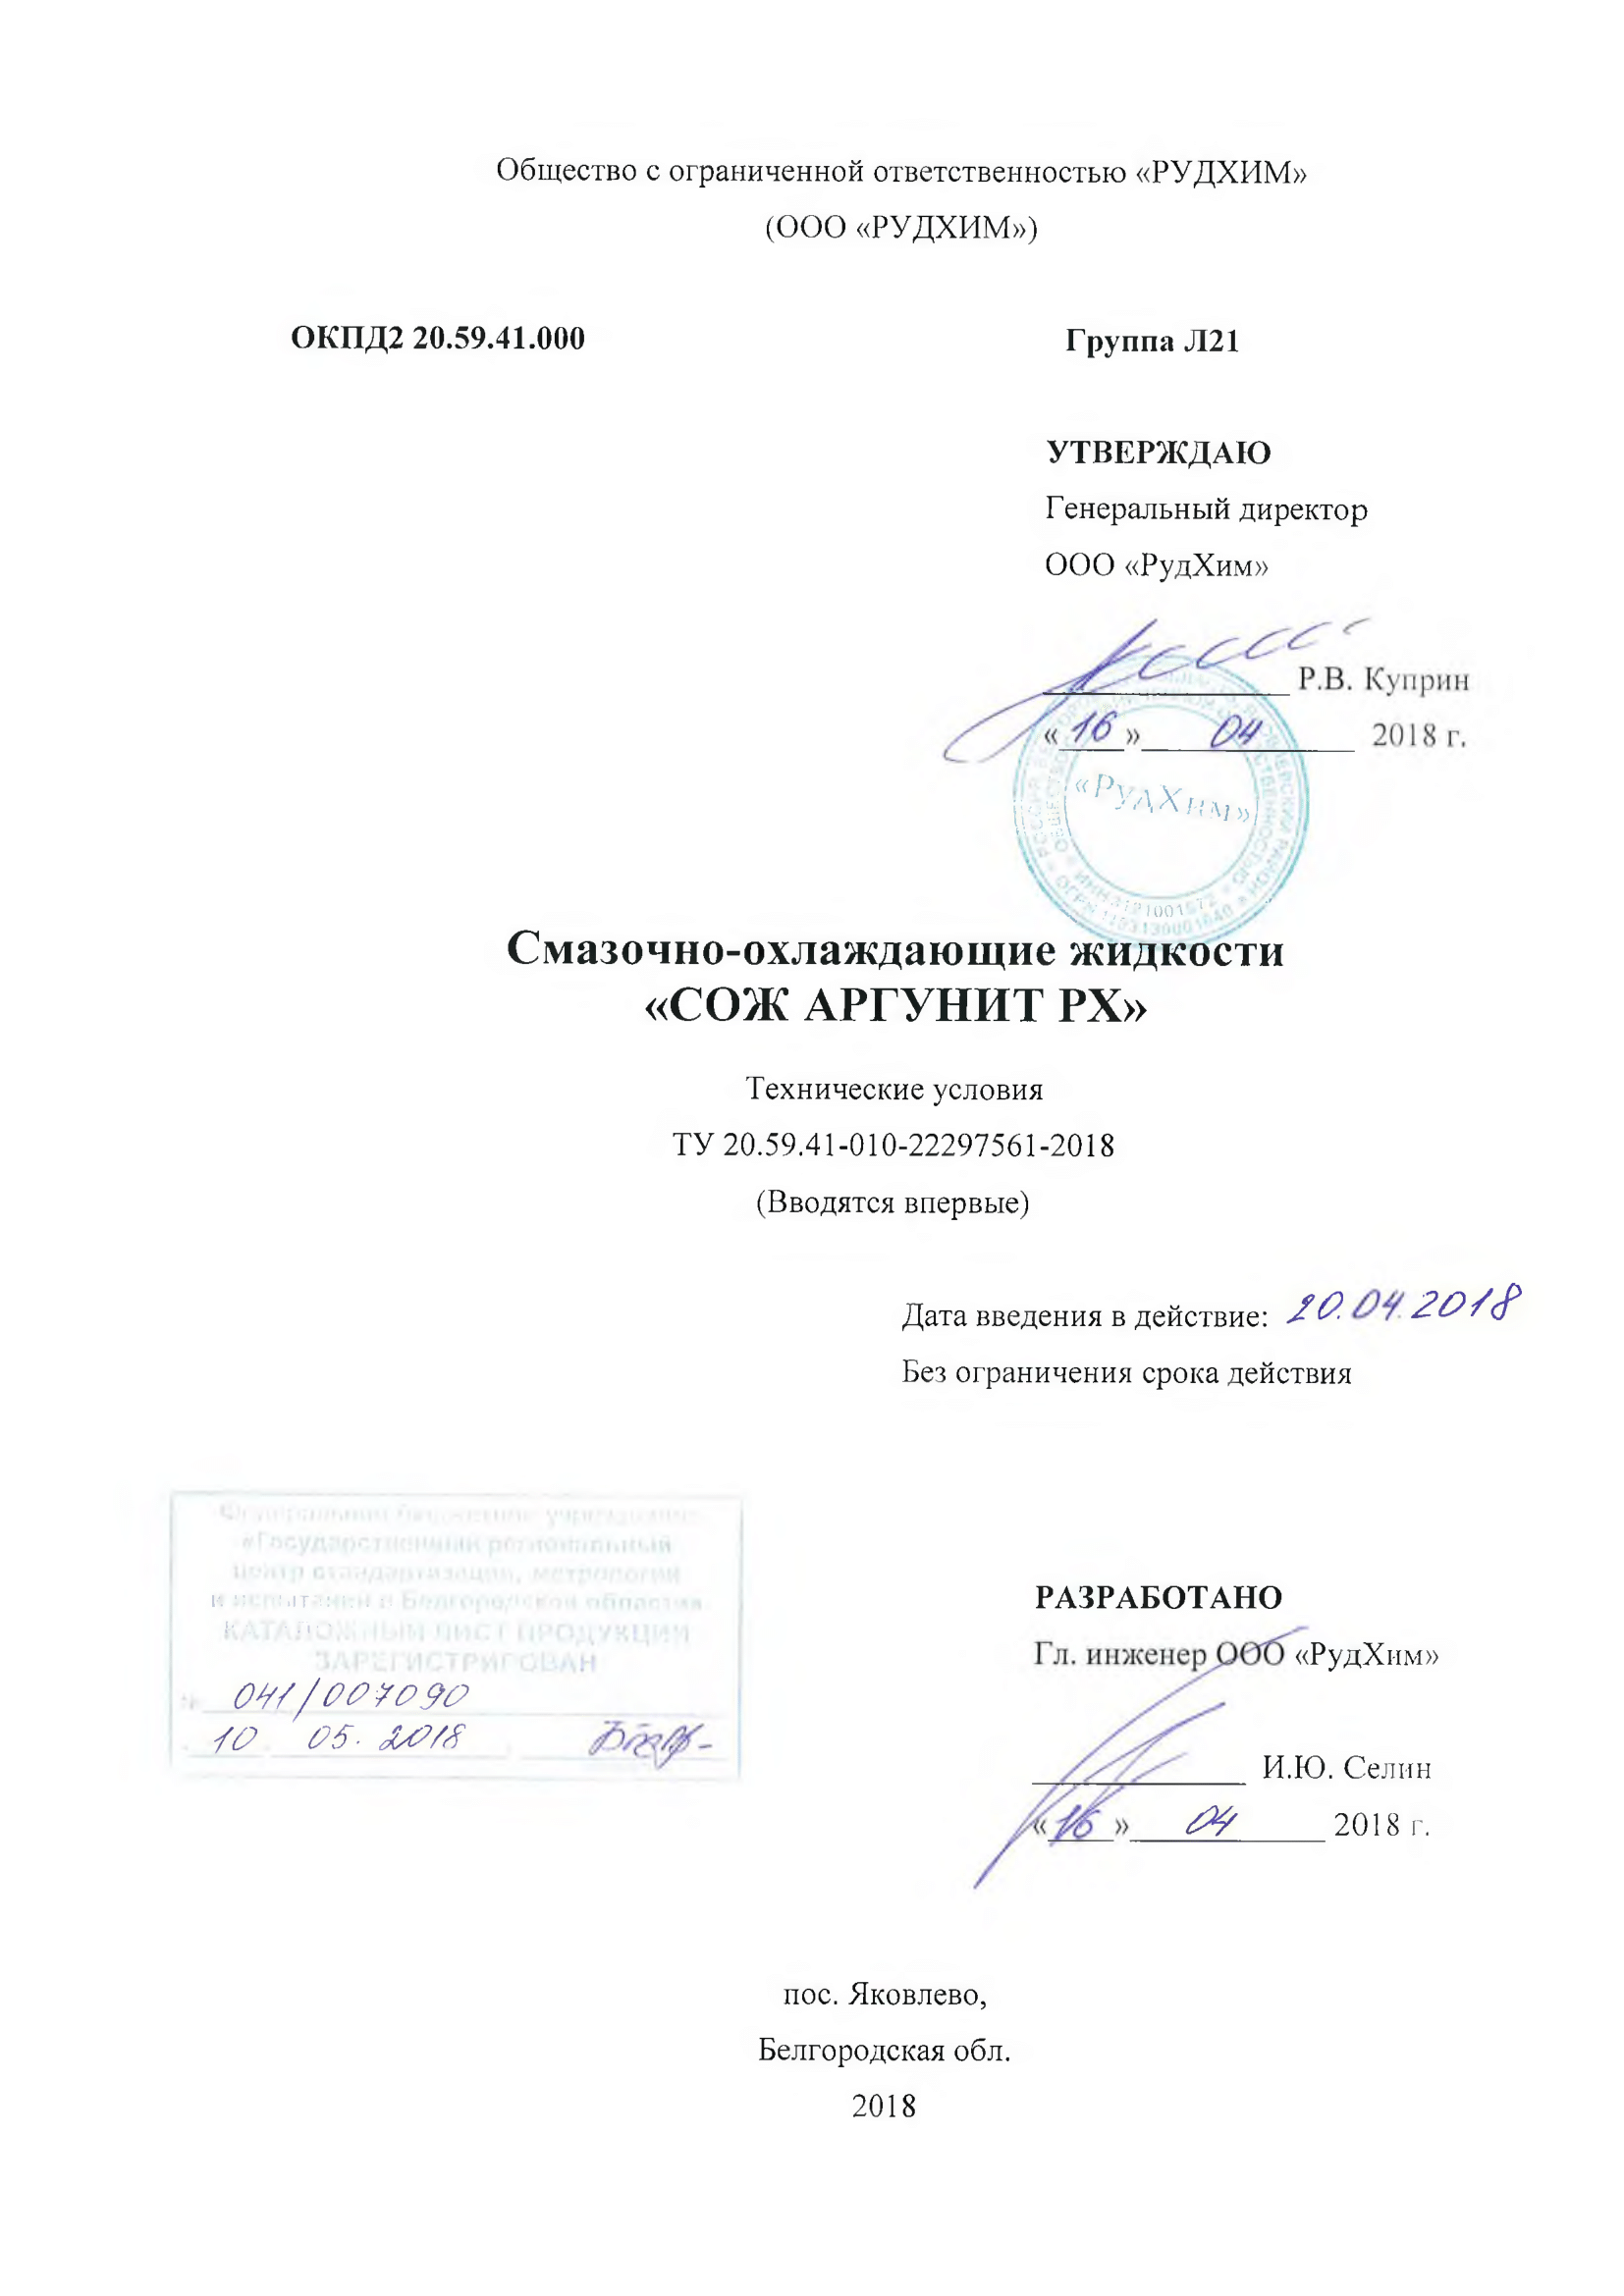 Общество с ограниченной ответственностью «РУДХИМ»
(ООО «РУДХИМ»)
ОКПД2 20.59.41.000 Группа Л21
УТВЕРЖДАЮ
Генеральный директор
ООО «РудХим»
Р.В. Куприн
«16» 04 2018 г.
«РудХим»
Смазочно-охлаждающие жидкости
«СОЖ АРГУНИТ РХ»
Технические условия
ТУ 20.59.41-010-22297561-2018
(Вводятся впервые)
Дата введения в действие: 20.04.2018
Без ограничения срока действия
Федеральное бюджетное учреждение
«Государственный региональный
центр стандартизации, метрологии
и испытаний в Белгородской области»
КАТАЛОЖНЫЙ ЛИСТ ПРОДУКЦИИ
ЗАРЕГИСТРИРОВАН
№ 041/007090
10 05. 2018
РАЗРАБОТАНО
Гл. инженер ООО «РудХим»
И.Ю. Селин
«16» 04 2018 г.
пос. Яковлево,
Белгородская обл.
2018